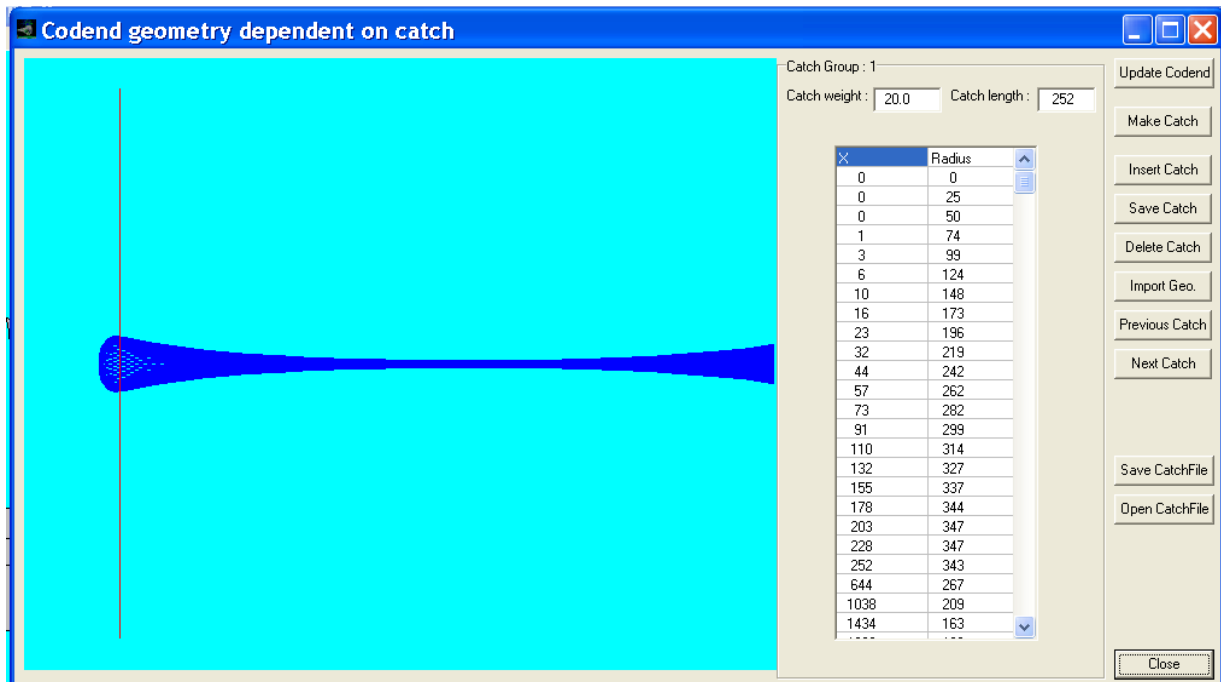 Codend geometry dependent on catch
Catch Group : 1
Catch weight : 20.0 Catch length : 252
X Radius
0 0
0 25
0 50
1 74
3 99
6 124
10 148
16 173
23 196
32 219
44 242
57 262
73 282
91 299
110 314
132 327
155 337
178 344
203 347
228 347
252 343
644 267
1038 209
1434 163
Update Codend
Make Catch
Insert Catch
Save Catch
Delete Catch
Import Geo.
Previous Catch
Next Catch
Save CatchFile
Open CatchFile
Close